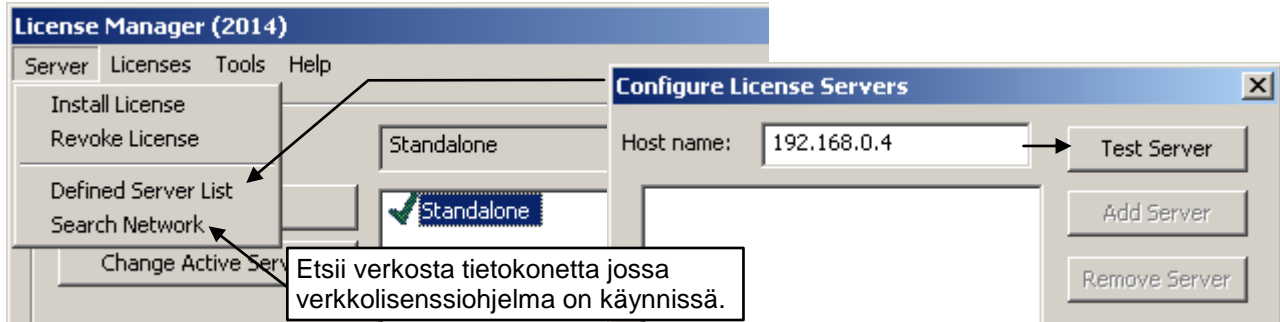 License Manager (2014)
Server Licenses Tools Help
Install License
Revoke License
Defined Server List
Search Network
Standalone
Standalone
Change Active Serv
Etsii verkosta tietokonetta jossa
verkkolisenssiohjelma on käynnissä.
Configure License Servers
Host name: 192.168.0.4 Test Server
Add Server
Remove Server